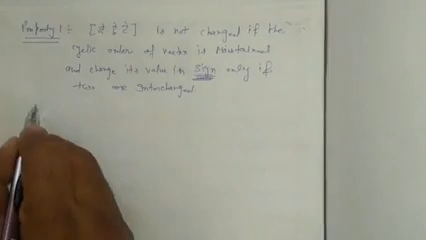 Property 1 :- [a⃗ b⃗ c⃗] is not changed if the
cyclic order of vector is Maintained
and change its value in sign only if
two are Interchanged